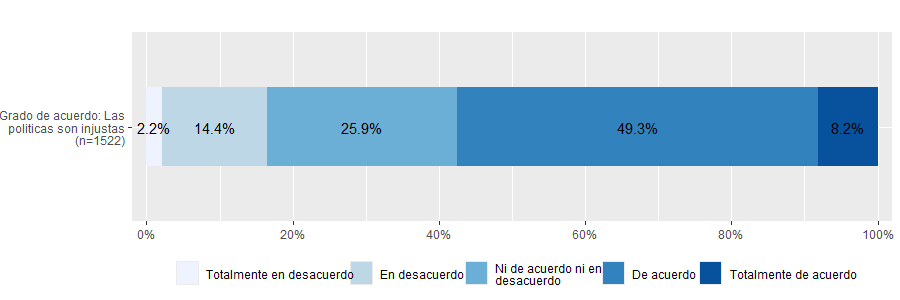 Grado de acuerdo: Las
políticas son injustas
(n=1522)
2.2%
14.4%
25.9%
49.3%
8.2%
0%
20%
40%
60%
80%
100%
Totalmente en desacuerdo
En desacuerdo
Ni de acuerdo ni en
desacuerdo
De acuerdo
Totalmente de acuerdo